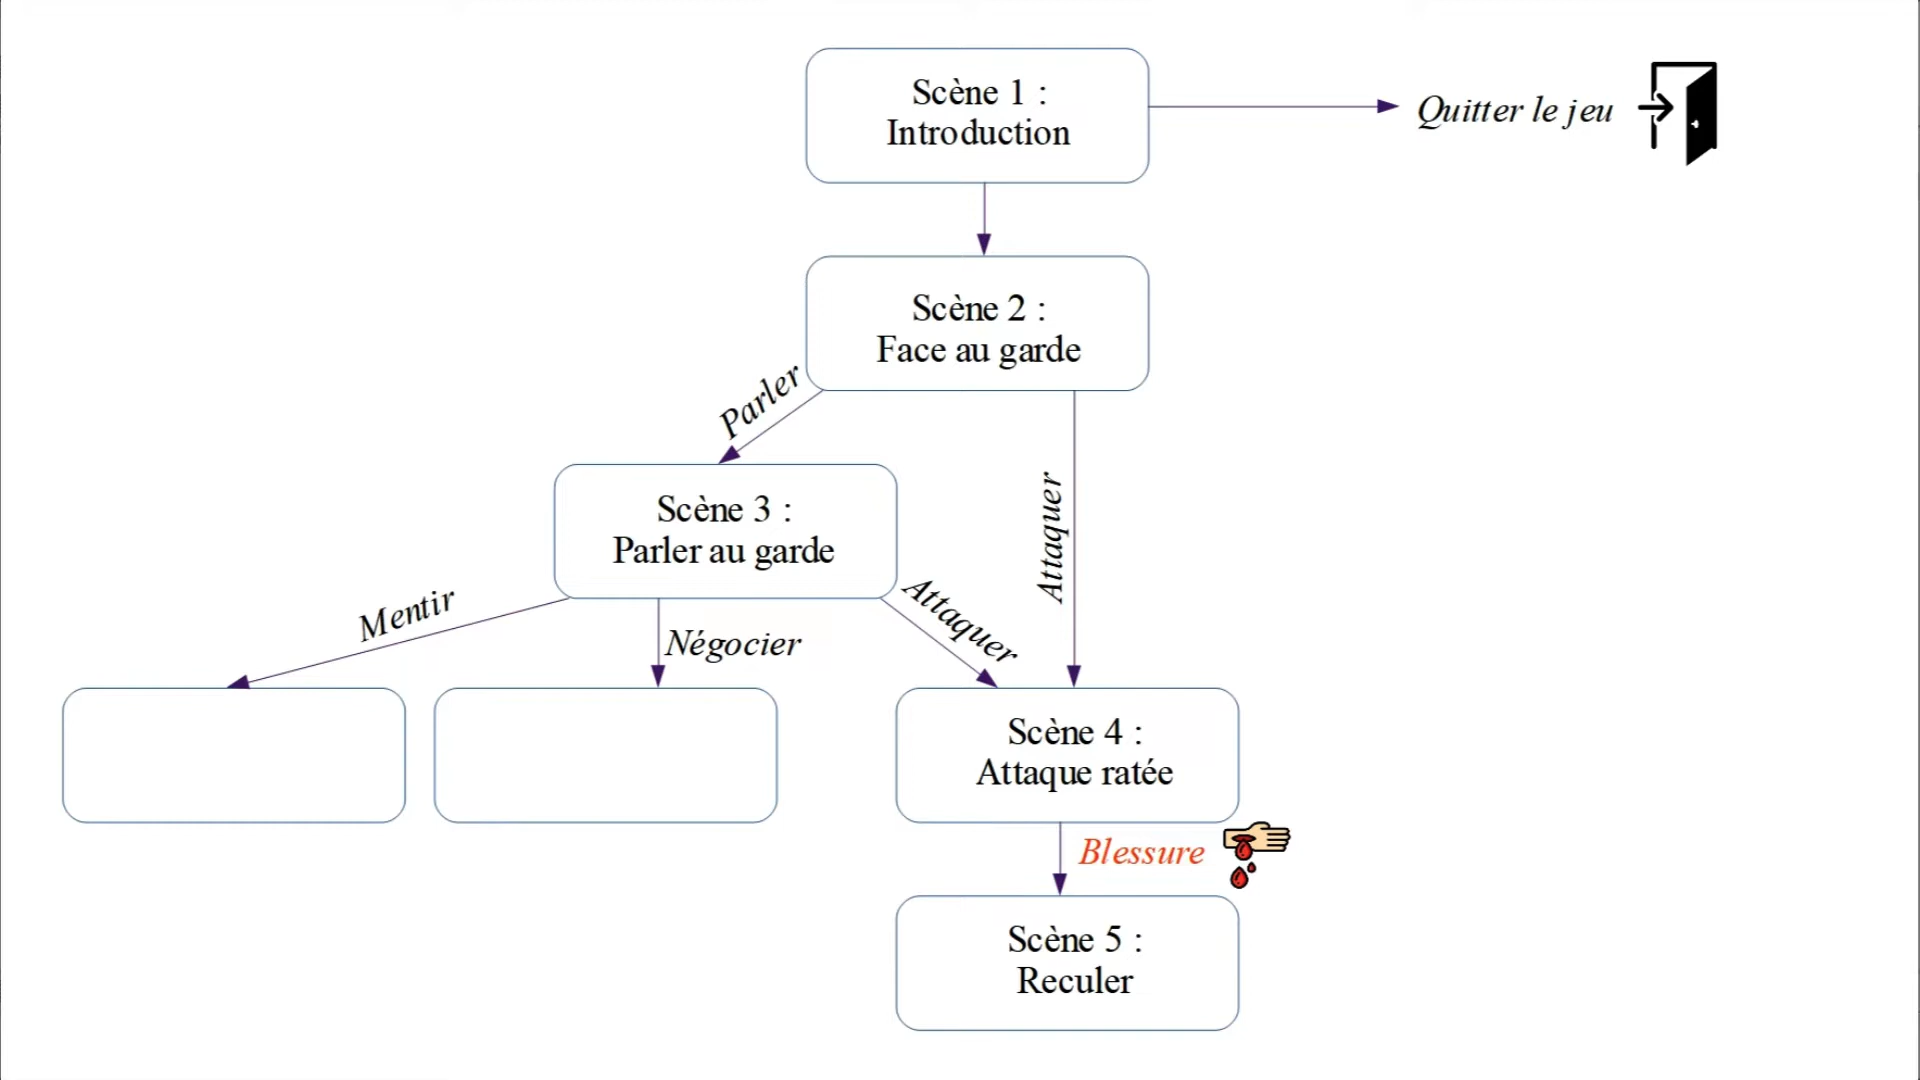 Scène 1 :
Introduction
Quitter le jeu
Scène 2 :
Face au garde
Parler
Attaquer
Scène 3 :
Parler au garde
Mentir
Négocier
Attaquer
Scène 4 :
Attaque ratée
Blessure
Scène 5 :
Reculer